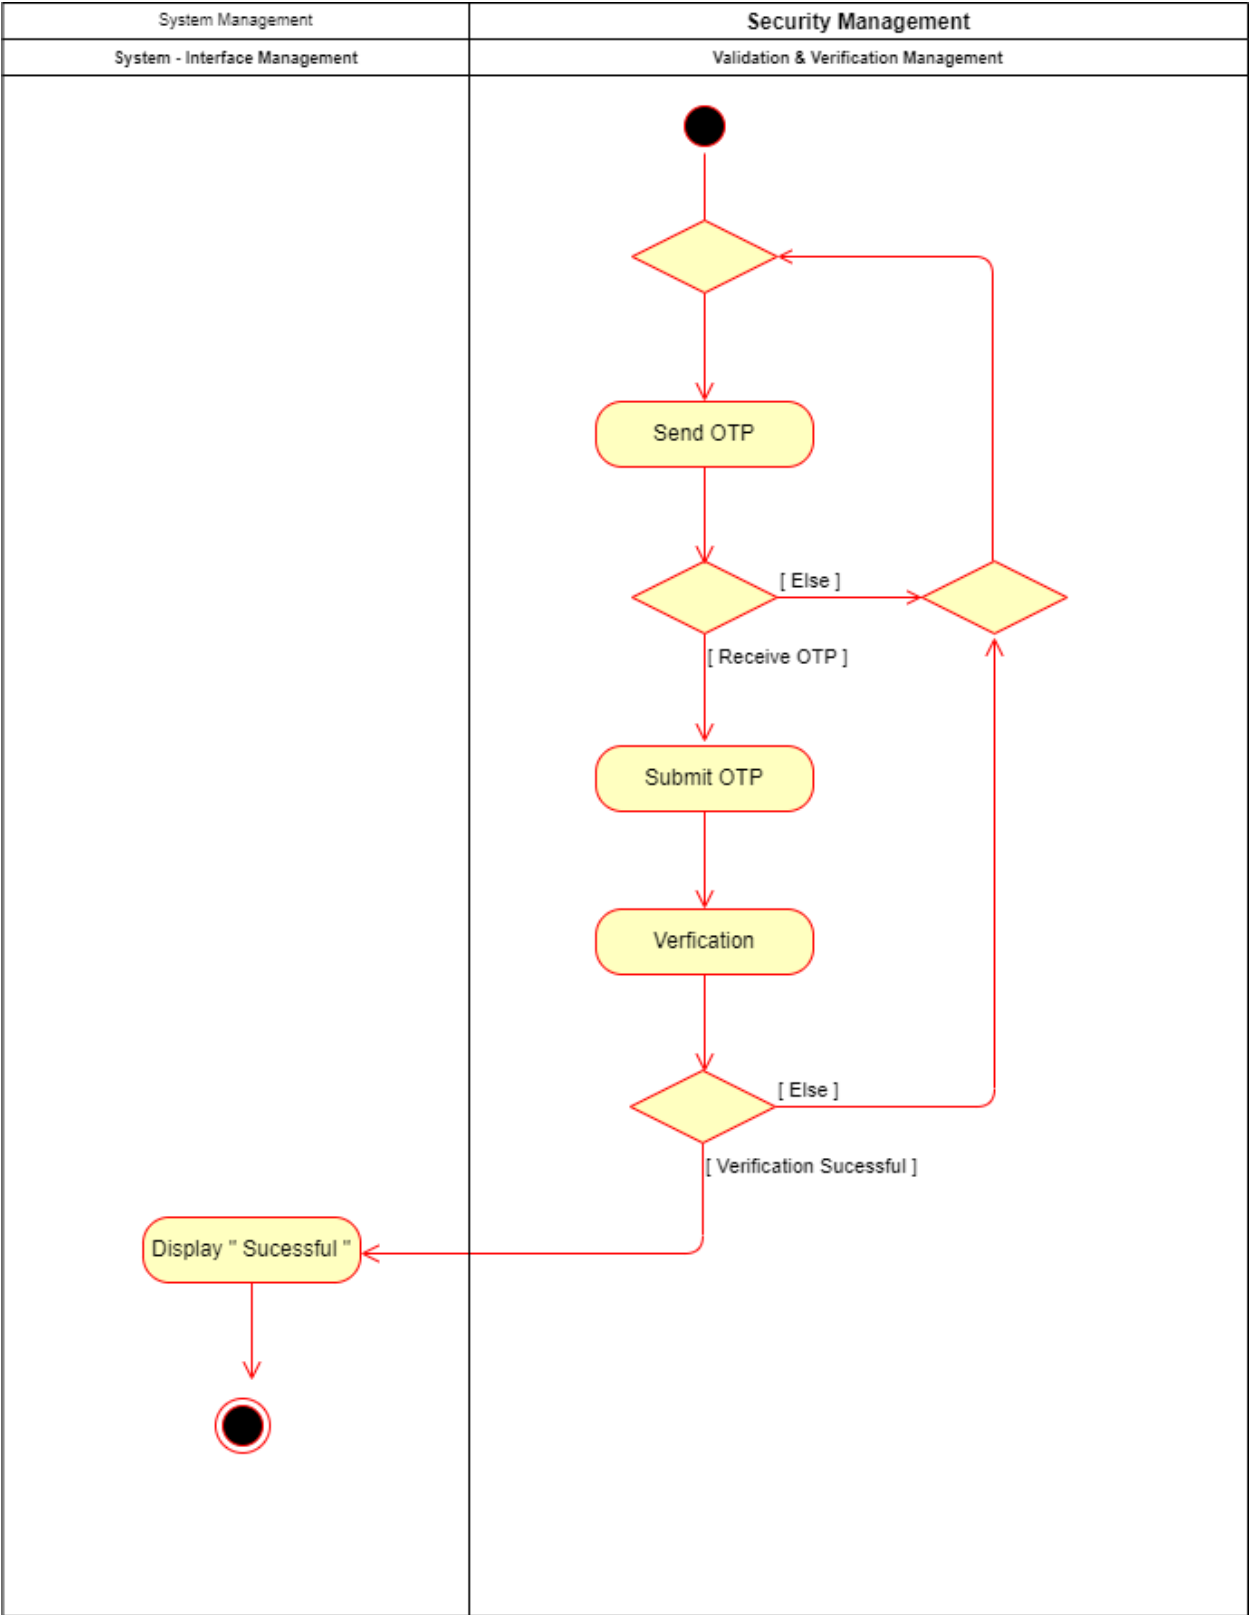 System Management
Security Management
System - Interface Management
Validation & Verification Management
Send OTP
[ Else ]
[ Receive OTP ]
Submit OTP
Verfication
[ Else ]
[ Verification Sucessful ]
Display " Sucessful "